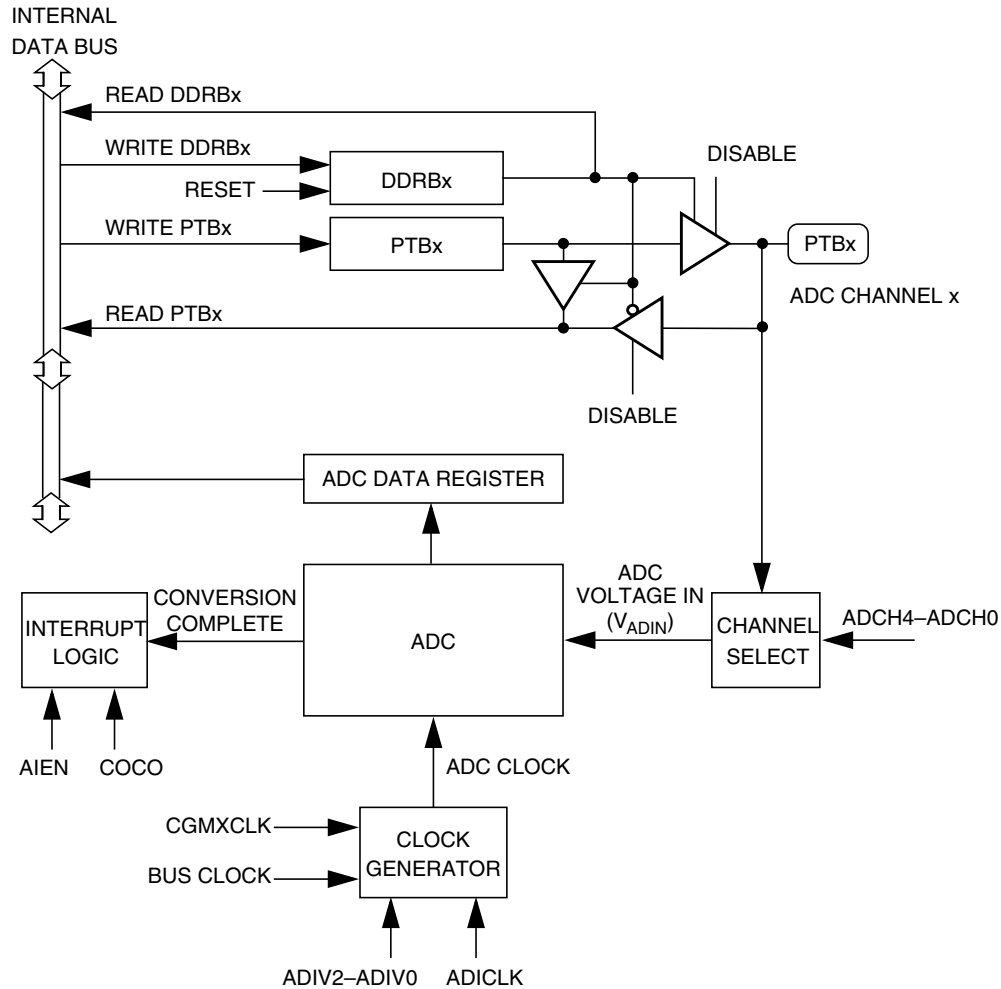 INTERNAL
DATA BUS
READ DDRBx
WRITE DDRBx
DISABLE
DDRBx
RESET
WRITE PTBx
PTBx
PTBx
ADC CHANNEL x
READ PTBx
DISABLE
ADC DATA REGISTER
ADC
VOLTAGE IN
(VADIN)
CONVERSION
COMPLETE
INTERRUPT
LOGIC
ADC
CHANNEL
SELECT
ADCH4–ADCH0
AIEN
COCO
ADC CLOCK
CGMXCLK
CLOCK
GENERATOR
BUS CLOCK
ADIV2–ADIV0
ADICLK